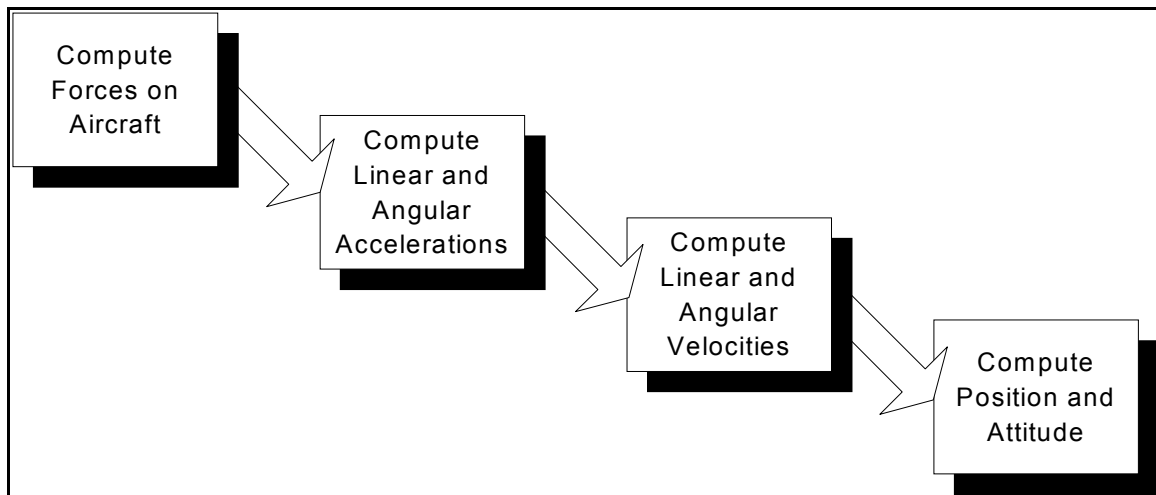 Compute
Forces on
Aircraft
Compute
Linear and
Angular
Accelerations
Compute
Linear and
Angular
Velocities
Compute
Position and
Attitude